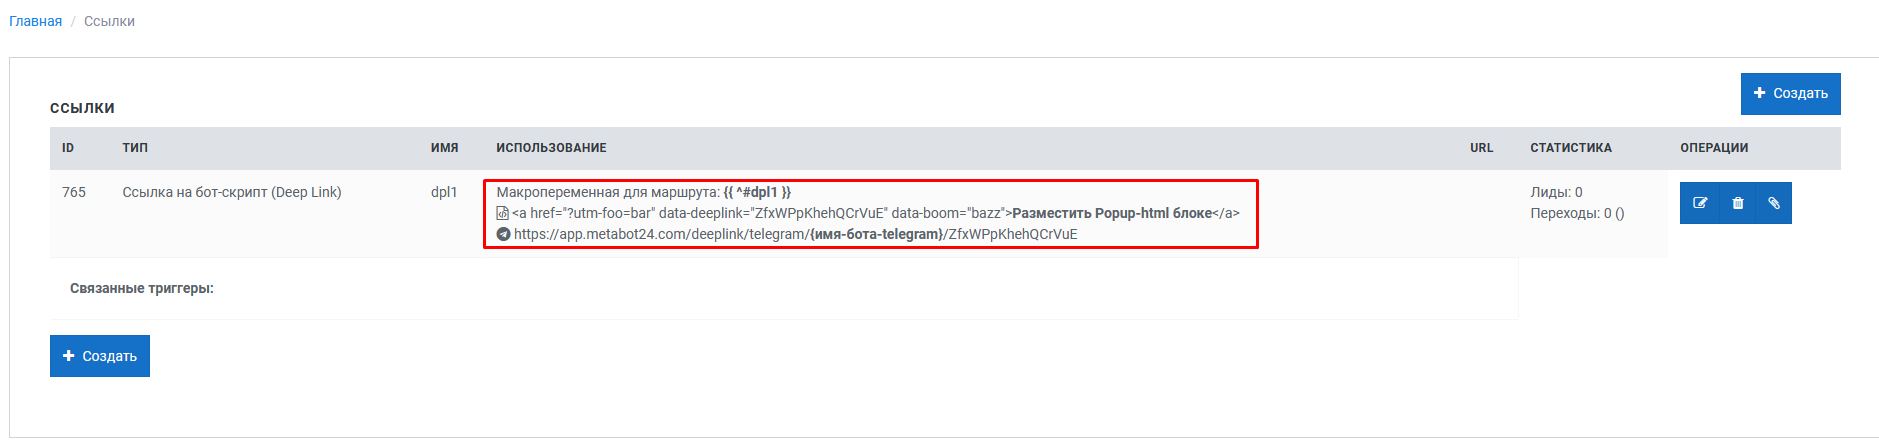 Главная / Ссылки
+ Создать
ССЫЛКИ
ID ТИП ИМЯ ИСПОЛЬЗОВАНИЕ URL СТАТИСТИКА ОПЕРАЦИИ
765 Ссылка на бот-скрипт (Deep Link) dpl1 Макропеременная для маршрута: {{ ^#dpl1 }} Лиды: 0
<a href="?utm-foo=bar" data-deeplink="ZfxWPpKhehQCrVuE" data-boom="bazz">Разместить Popup-html блоке</a> Переходы: 0 ()
https://app.metabot24.com/deeplink/telegram/{имя-бота-telegram}/ZfxWPpKhehQCrVuE
Связанные триггеры:
+ Создать